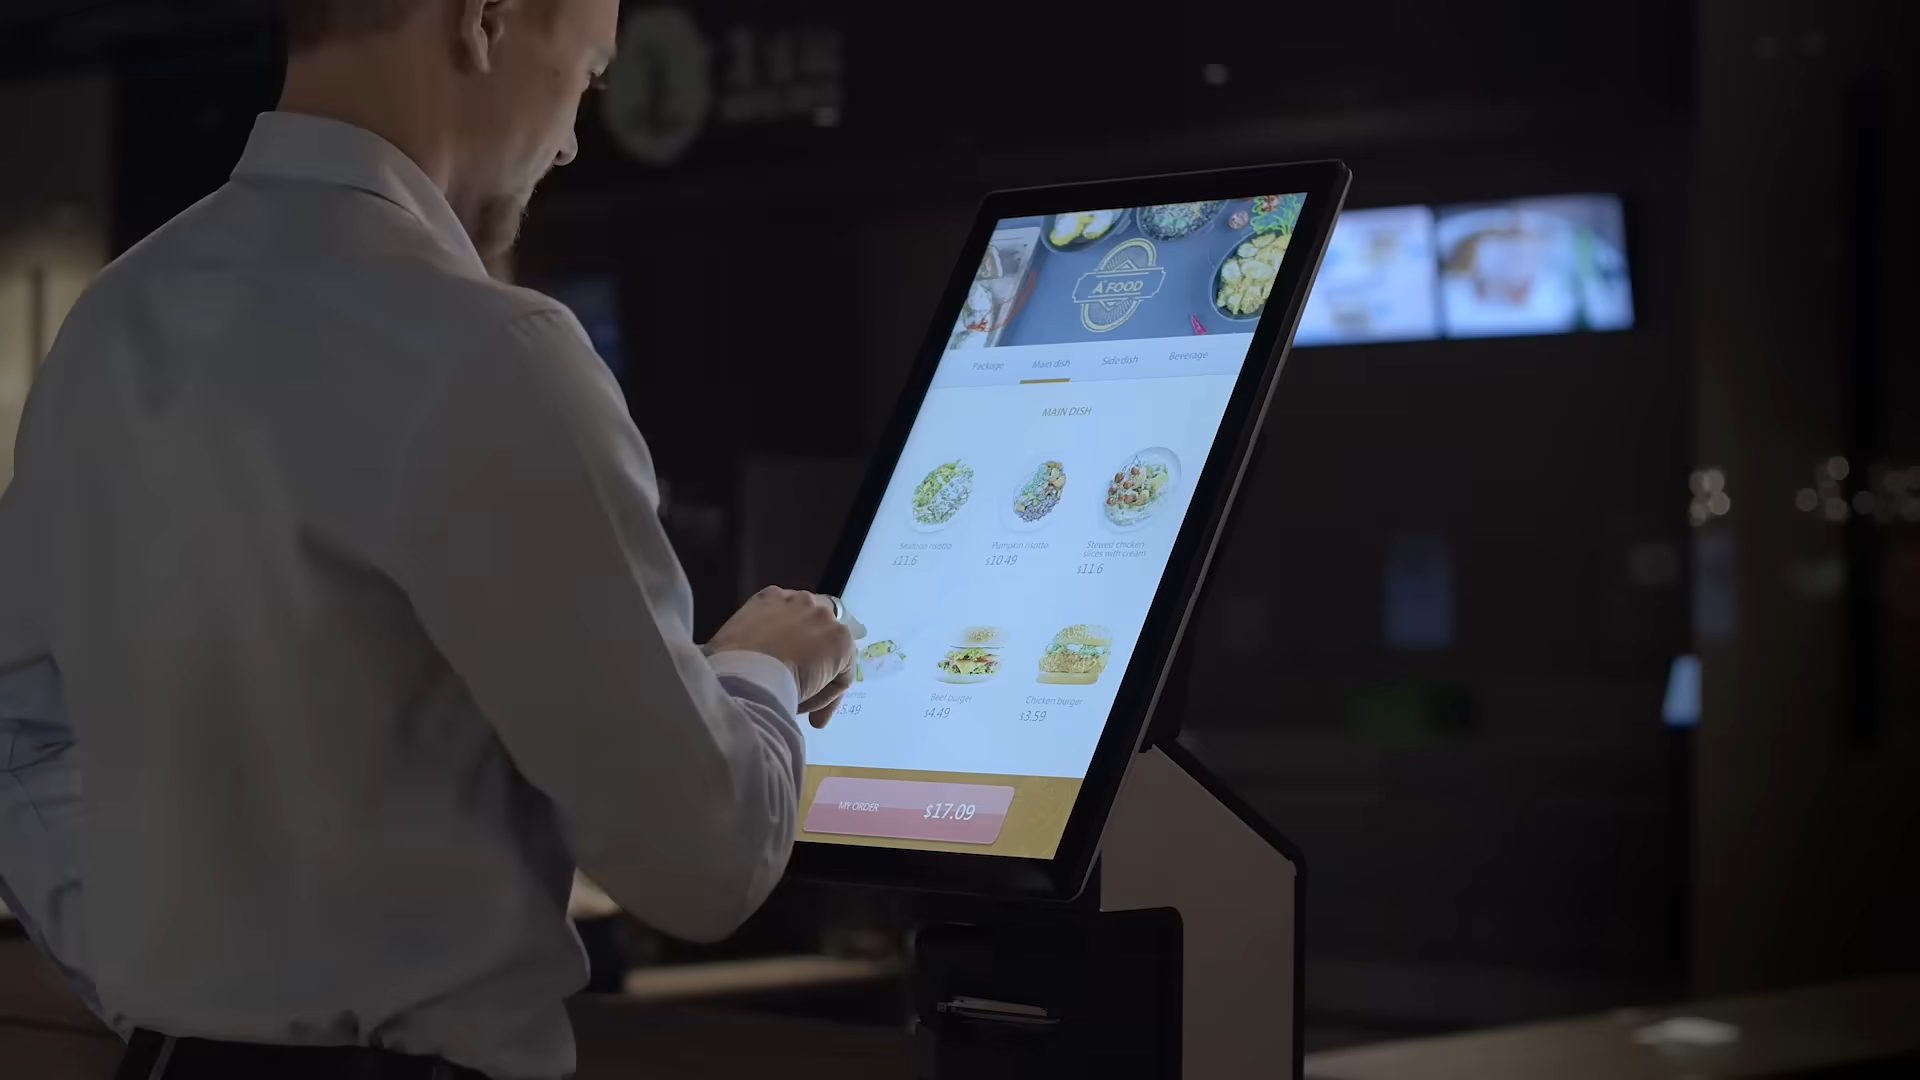 A FOOD
Package Main dish Side dish Beverage
MAIN DISH
Seafood risotto Pumpkin risotto Stewed chicken
slices with cream
$11.6 $10.49 $11.6
Beef burger Chicken burger
5.49 $4.49 $3.59
MY ORDER $17.09